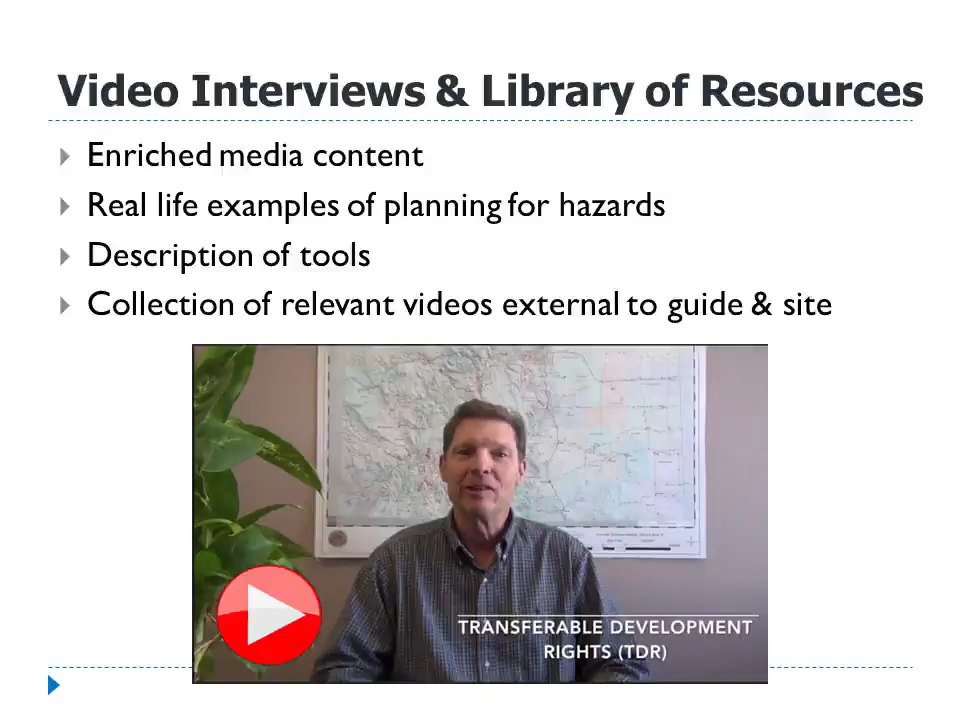 Video Interviews & Library of Resources
Enriched media content
Real life examples of planning for hazards
Description of tools
Collection of relevant videos external to guide & site
TRANSFERABLE DEVELOPMENT
RIGHTS (TDR)